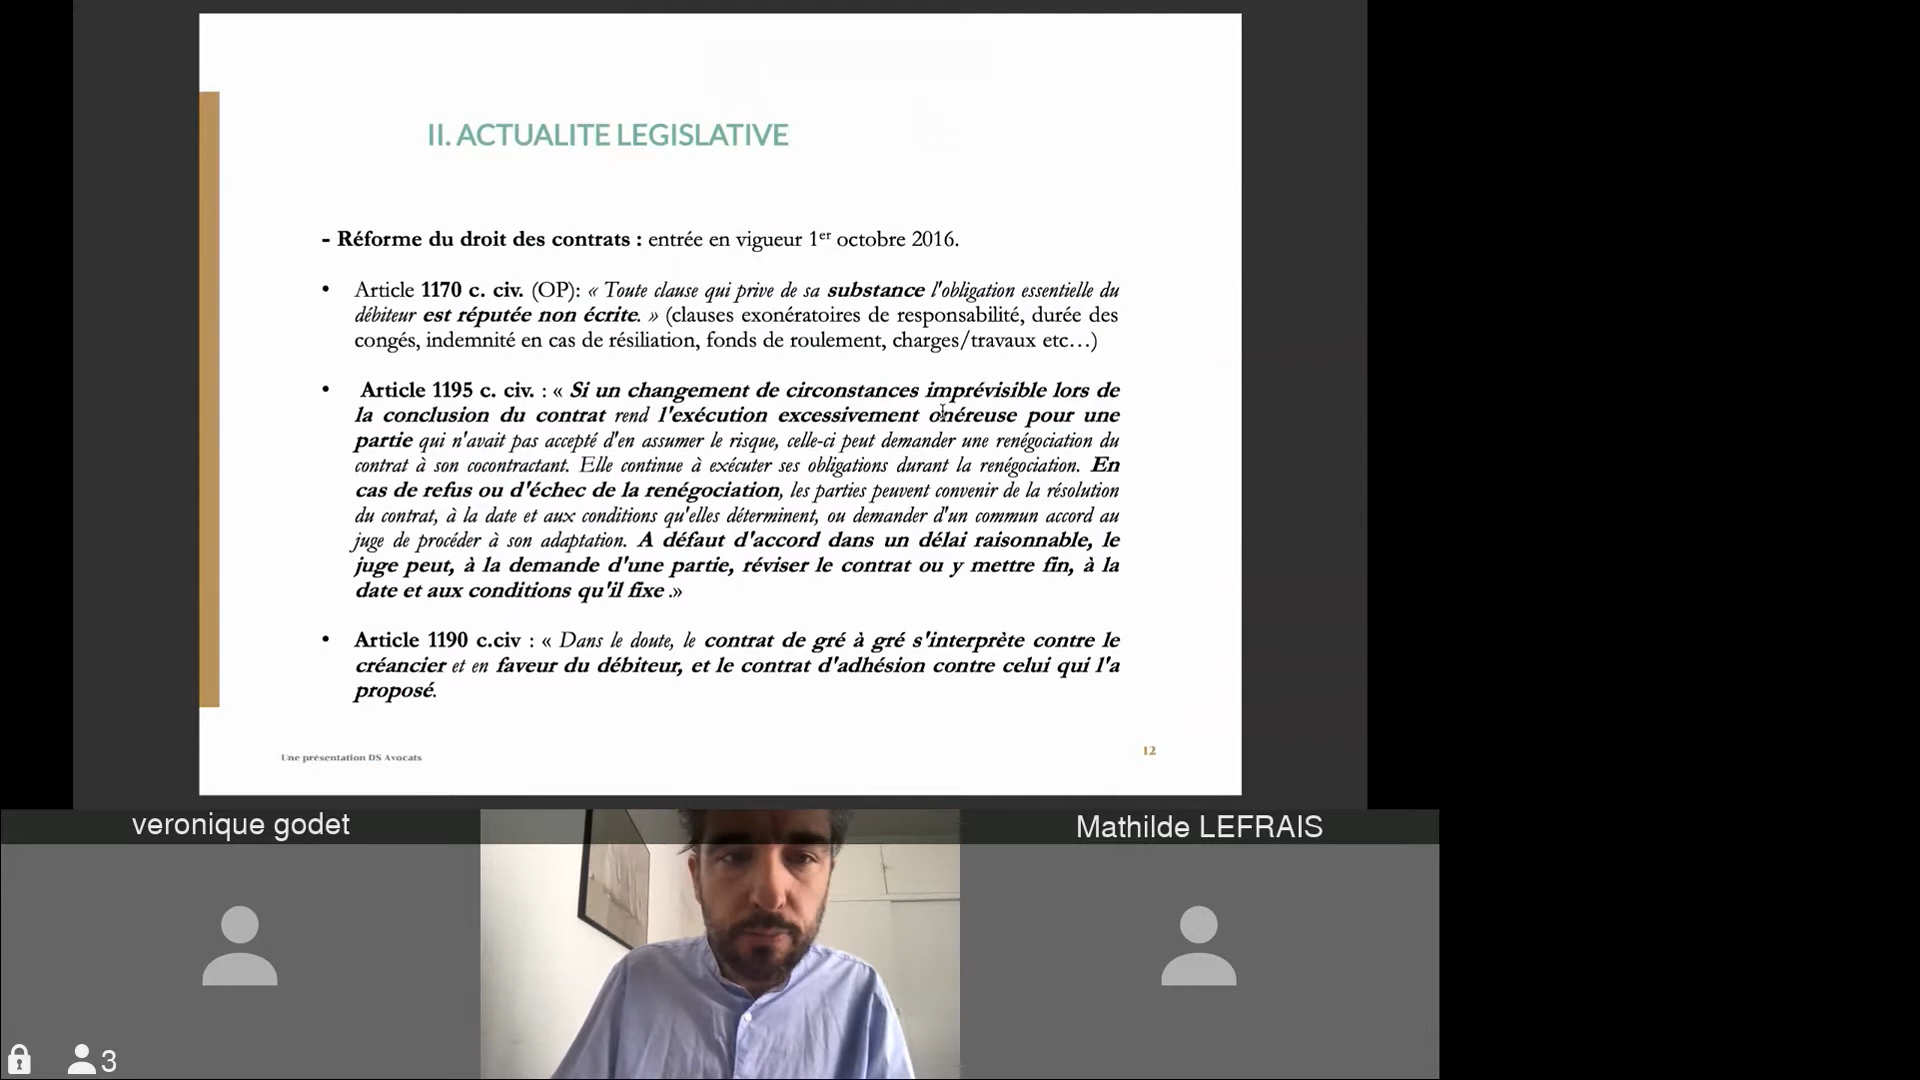 II. ACTUALITE LEGISLATIVE
- Réforme du droit des contrats : entrée en vigueur 1er octobre 2016.
• Article 1170 c. civ. (OP): « Toute clause qui prive de sa substance l'obligation essentielle du
débiteur est réputée non écrite. » (clauses exonératoires de responsabilité, durée des
congés, indemnité en cas de résiliation, fonds de roulement, charges/travaux etc…)
• Article 1195 c. civ. : « Si un changement de circonstances imprévisible lors de
la conclusion du contrat rend l'exécution excessivement onéreuse pour une
partie qui n'avait pas accepté d'en assumer le risque, celle-ci peut demander une renégociation du
contrat à son cocontractant. Elle continue à exécuter ses obligations durant la renégociation. En
cas de refus ou d'échec de la renégociation, les parties peuvent convenir de la résolution
du contrat, à la date et aux conditions qu'elles déterminent, ou demander d'un commun accord au
juge de procéder à son adaptation. A défaut d'accord dans un délai raisonnable, le
juge peut, à la demande d'une partie, réviser le contrat ou y mettre fin, à la
date et aux conditions qu'il fixe .»
• Article 1190 c.civ : « Dans le doute, le contrat de gré à gré s'interprète contre le
créancier et en faveur du débiteur, et le contrat d'adhésion contre celui qui l'a
proposé.
Une présentation DS Avocats
12
veronique godet
Mathilde LEFRAIS
3